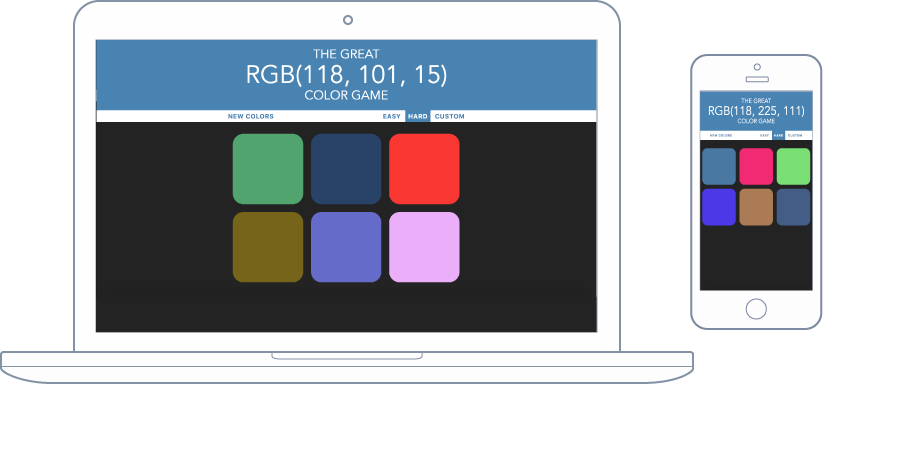 THE GREAT
RGB(118, 101, 15)
COLOR GAME
NEW COLORS EASY HARD CUSTOM
THE GREAT
RGB(118, 225, 111)
COLOR GAME
NEW COLORS EASY HARD CUSTOM